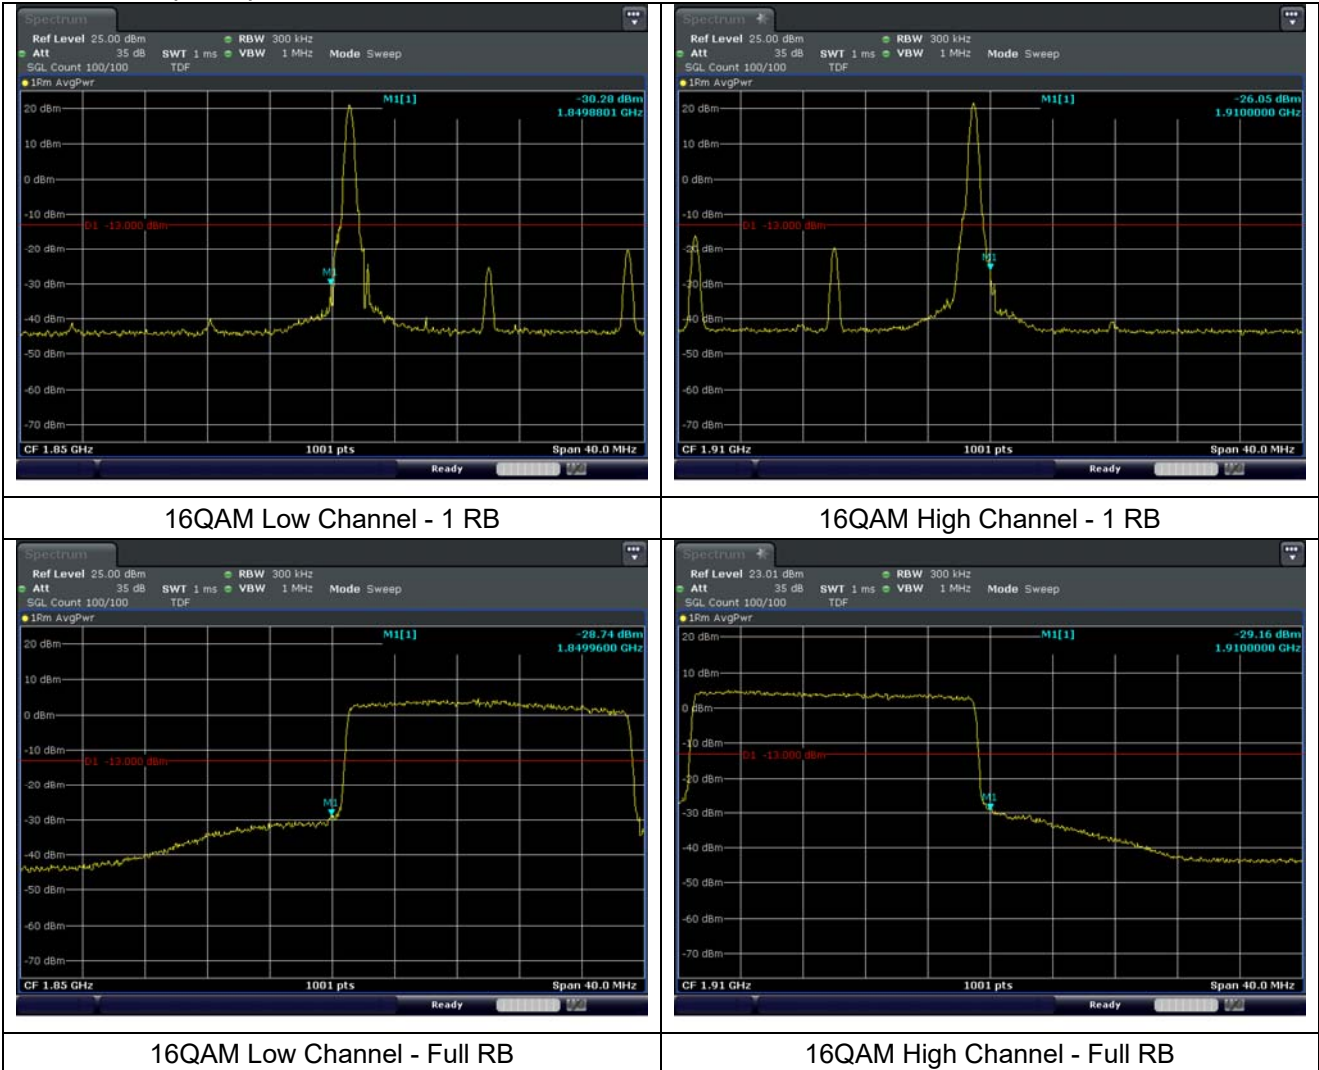 Spectrum
Ref Level 25.00 dBm RBW 300 kHz
Att 35 dB SWT 1 ms VBW 1 MHz Mode Sweep
SGL Count 100/100 TDF
1Rm AvgPwr
M1[1] -30.28 dBm
1.8498801 GHz
20 dBm
10 dBm
0 dBm
-10 dBm
D1 -13.000 dBm
-20 dBm
M1
-30 dBm
-40 dBm
-50 dBm
-60 dBm
-70 dBm
CF 1.85 GHz 1001 pts Span 40.0 MHz
Ready
Spectrum
Ref Level 25.00 dBm RBW 300 kHz
Att 35 dB SWT 1 ms VBW 1 MHz Mode Sweep
SGL Count 100/100 TDF
1Rm AvgPwr
M1[1] -26.05 dBm
1.9100000 GHz
20 dBm
10 dBm
0 dBm
-10 dBm
D1 -13.000 dBm
-20 dBm
M1
-30 dBm
-40 dBm
-50 dBm
-60 dBm
-70 dBm
CF 1.91 GHz 1001 pts Span 40.0 MHz
Ready
16QAM Low Channel - 1 RB
16QAM High Channel - 1 RB
Spectrum
Ref Level 25.00 dBm RBW 300 kHz
Att 35 dB SWT 1 ms VBW 1 MHz Mode Sweep
SGL Count 100/100 TDF
1Rm AvgPwr
M1[1] -28.74 dBm
1.8499600 GHz
20 dBm
10 dBm
0 dBm
-10 dBm
D1 -13.000 dBm
-20 dBm
M1
-30 dBm
-40 dBm
-50 dBm
-60 dBm
-70 dBm
CF 1.85 GHz 1001 pts Span 40.0 MHz
Ready
Spectrum
Ref Level 23.01 dBm RBW 300 kHz
Att 35 dB SWT 1 ms VBW 1 MHz Mode Sweep
SGL Count 100/100 TDF
1Rm AvgPwr
M1[1] -29.16 dBm
1.9100000 GHz
20 dBm
10 dBm
0 dBm
-10 dBm
D1 -13.000 dBm
-20 dBm
M1
-30 dBm
-40 dBm
-50 dBm
-60 dBm
-70 dBm
CF 1.91 GHz 1001 pts Span 40.0 MHz
Ready
16QAM Low Channel - Full RB
16QAM High Channel - Full RB